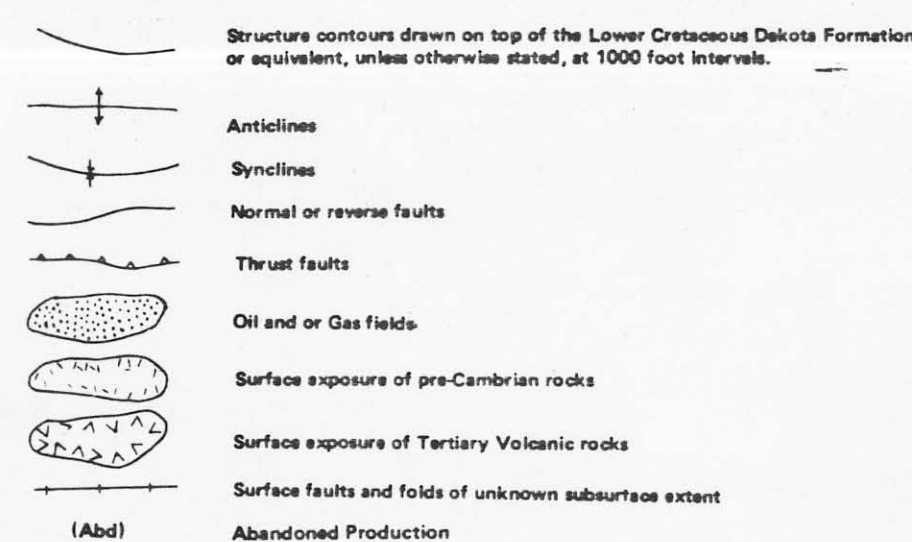 Structure contours drawn on top of the Lower Cretaceous Dakota Formation
or equivalent, unless otherwise stated, at 1000 foot intervals.
Anticlines
Synclines
Normal or reverse faults
Thrust faults
Oil and or Gas fields
Surface exposure of pre-Cambrian rocks
Surface exposure of Tertiary Volcanic rocks
Surface faults and folds of unknown subsurface extent
(Abd) Abandoned Production